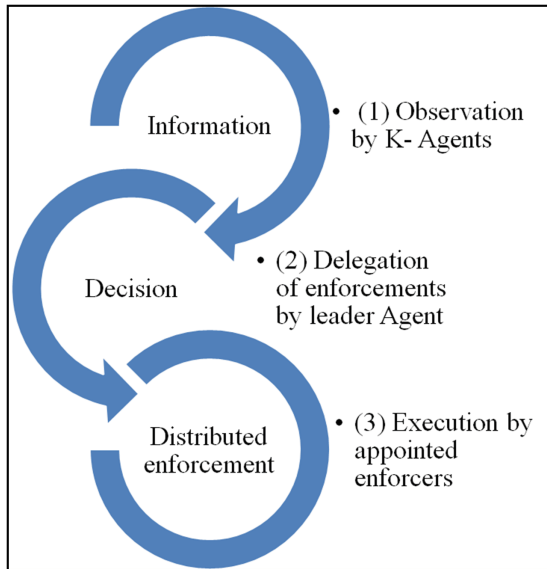 Information
• (1) Observation
by K- Agents
Decision
• (2) Delegation
of enforcements
by leader Agent
Distributed
enforcement
• (3) Execution by
appointed
enforcers